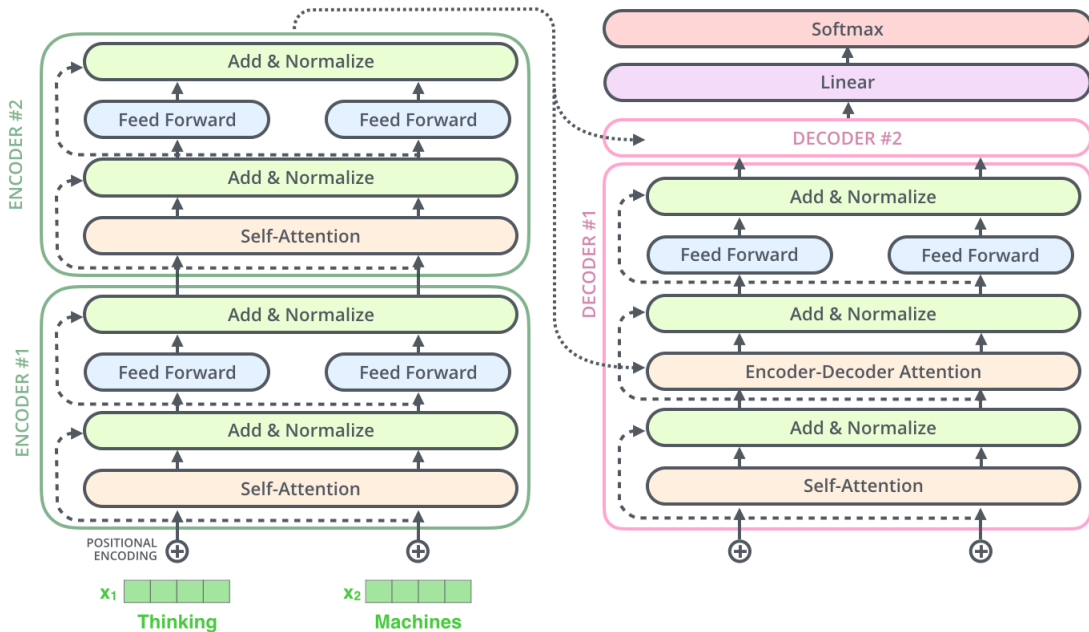 ENCODER #2
Add & Normalize
Feed Forward
Feed Forward
Add & Normalize
Self-Attention
ENCODER #1
Add & Normalize
Feed Forward
Feed Forward
Add & Normalize
Self-Attention
POSITIONAL
ENCODING
x1
x2
Thinking
Machines
Softmax
Linear
DECODER #2
DECODER #1
Add & Normalize
Feed Forward
Feed Forward
Add & Normalize
Encoder-Decoder Attention
Add & Normalize
Self-Attention